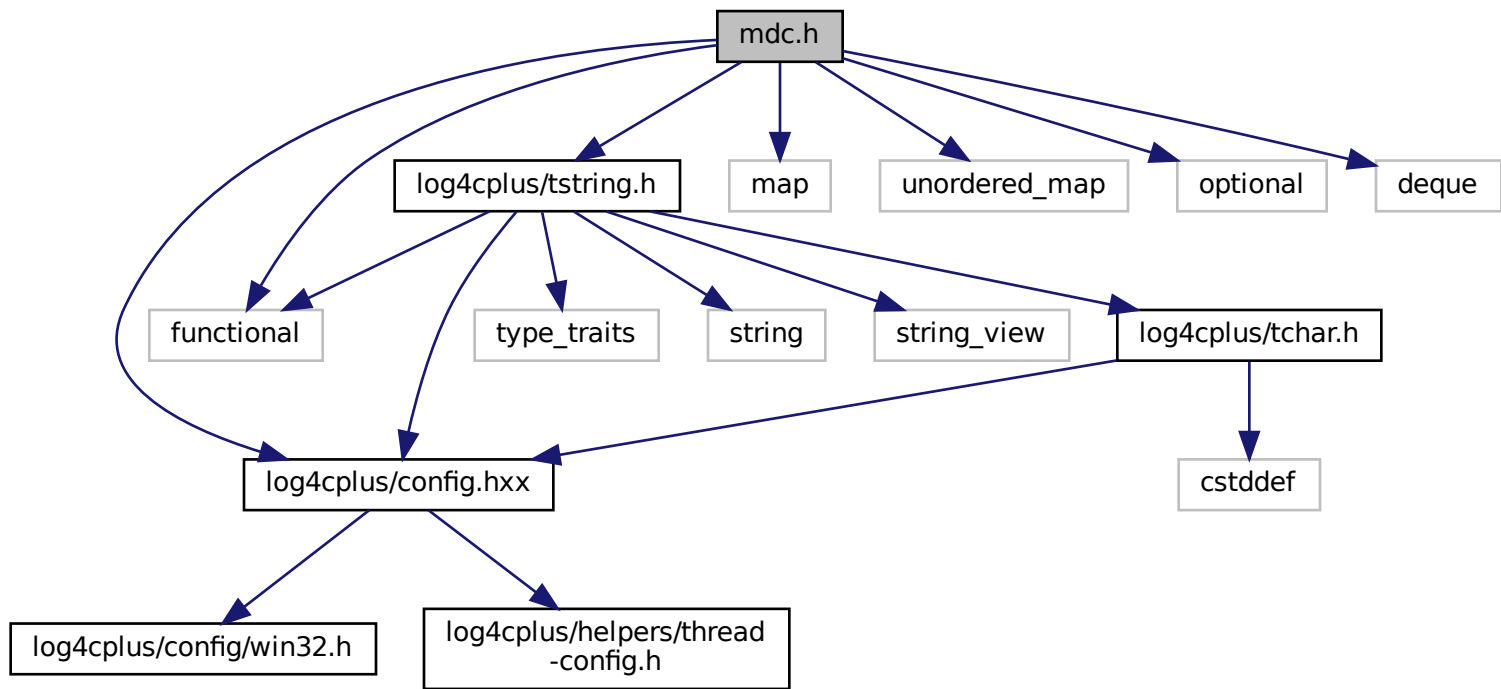 mdc.h
log4cplus/tstring.h
map
unordered_map
optional
deque
functional
type_traits
string
string_view
log4cplus/tchar.h
log4cplus/config.hxx
cstddef
log4cplus/config/win32.h
log4cplus/helpers/thread
-config.h